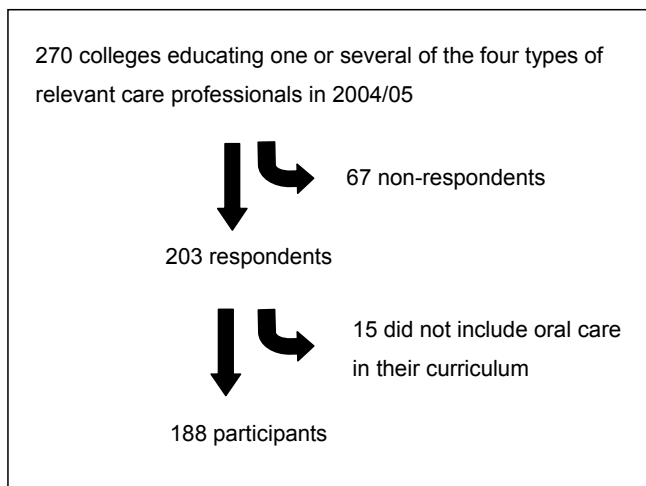 270 colleges educating one or several of the four types of
relevant care professionals in 2004/05
67 non-respondents
203 respondents
15 did not include oral care
in their curriculum
188 participants